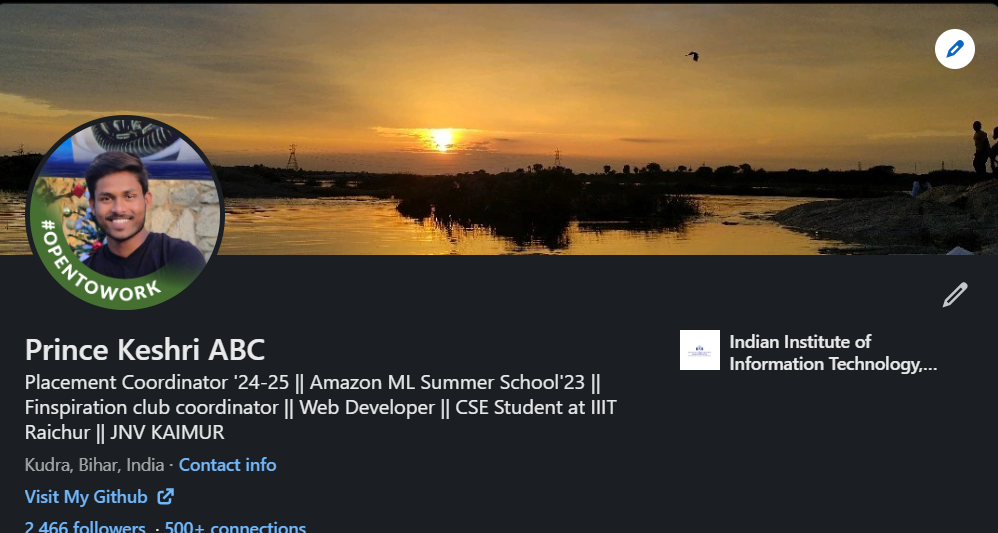 #OPENTOWORK
Prince Keshri ABC
Placement Coordinator '24-25 || Amazon ML Summer School'23 ||
Finspiration club coordinator || Web Developer || CSE Student at IIIT
Raichur || JNV KAIMUR
Kudra, Bihar, India · Contact info
Visit My Github
2,466 followers · 500+ connections
Indian Institute of
Information Technology,...